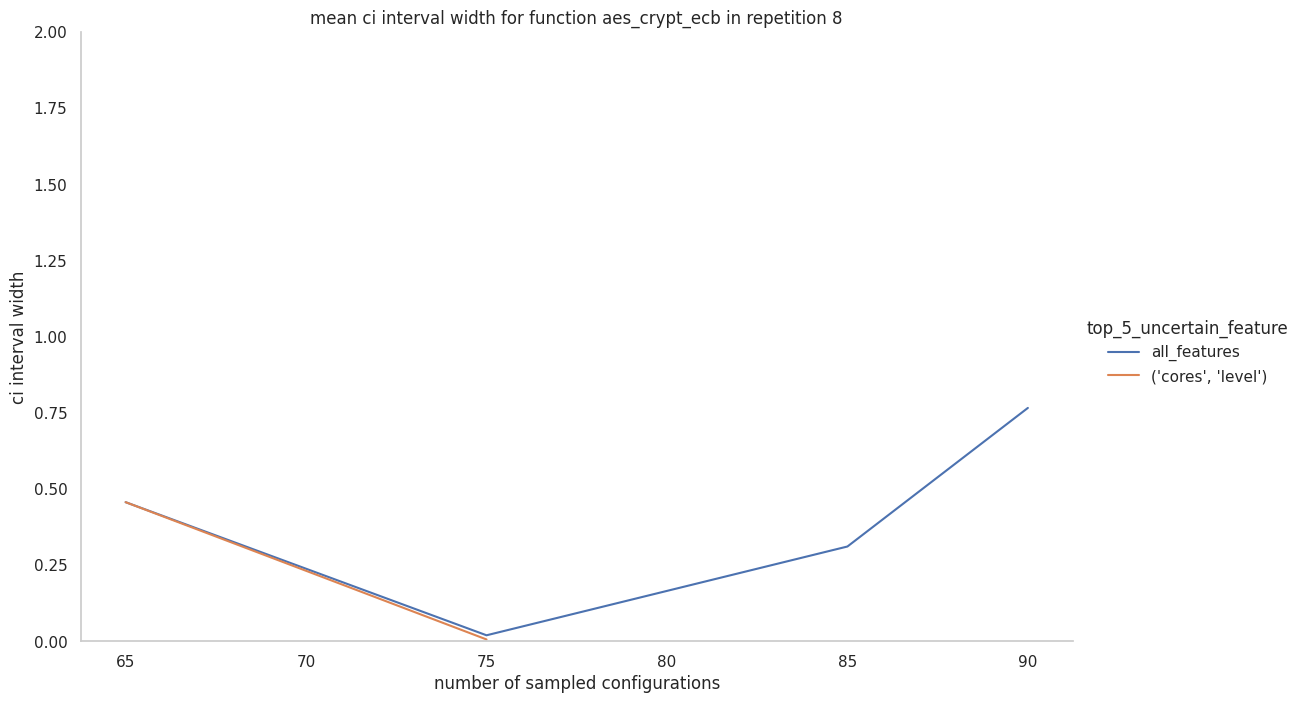 mean ci interval width for function aes_crypt_ecb in repetition 8
2.00
1.75
1.50
1.25
1.00
0.75
0.50
0.25
0.00
ci interval width
65 70 75 80 85 90
number of sampled configurations
top_5_uncertain_feature
all_features
('cores', 'level')